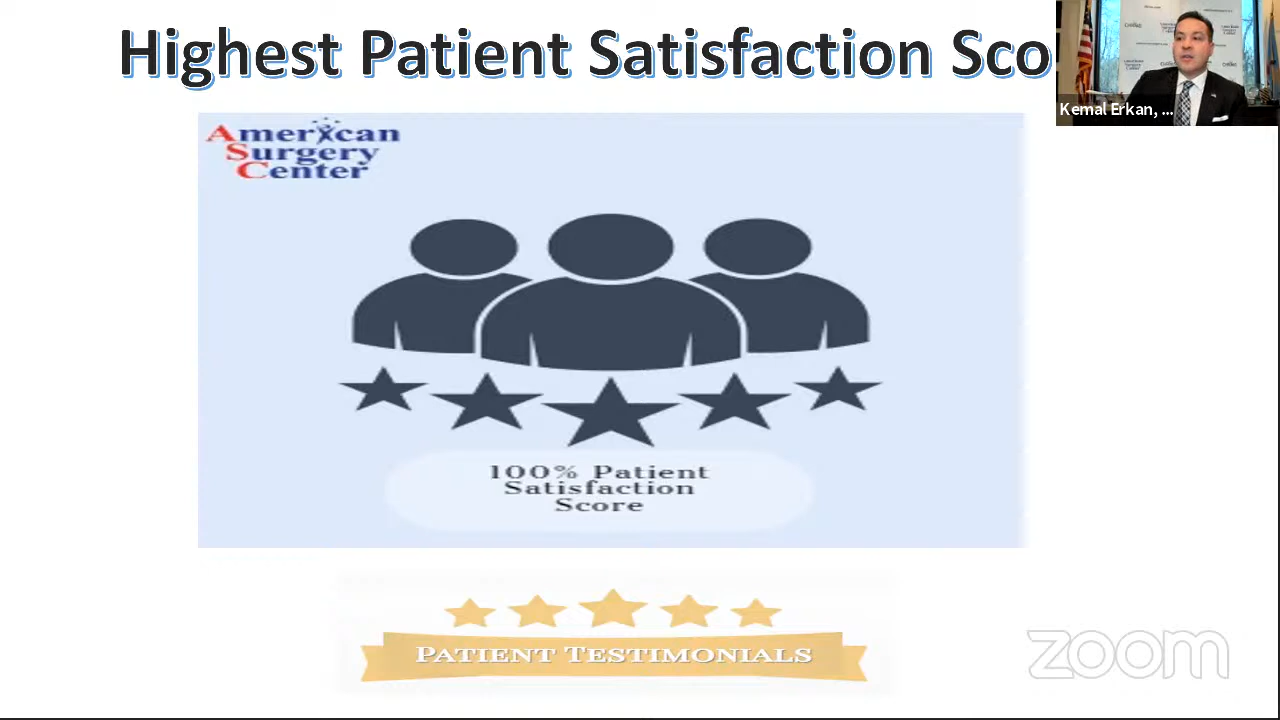 Highest Patient Satisfaction Sco
Kemal Erkan, ...
American
Surgery
Center
100% Patient
Satisfaction
Score
PATIENT TESTIMONIALS
zoom